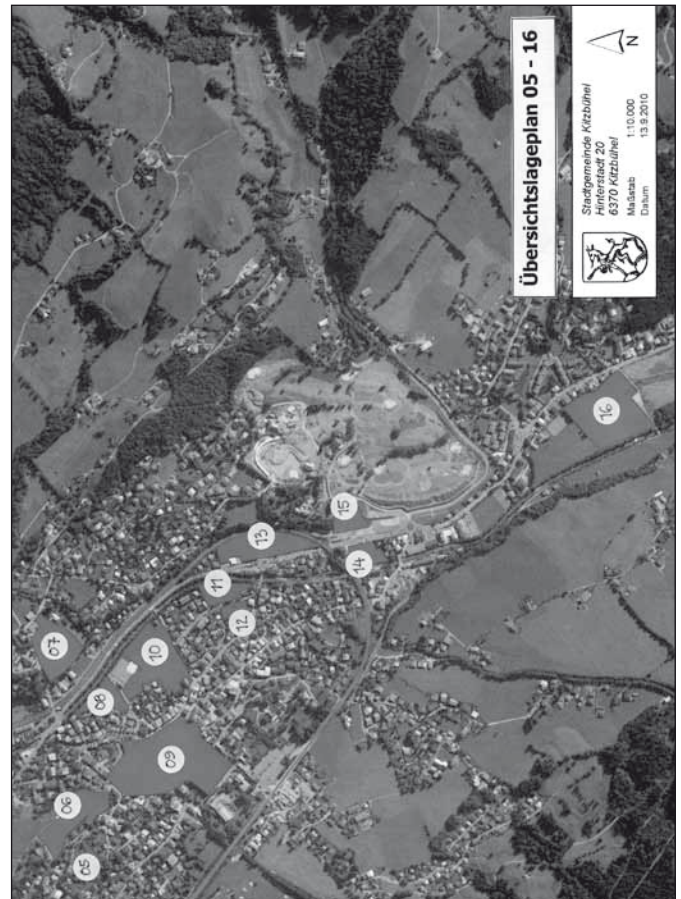 Übersichtslageplan 05 - 16
Stadtgemeinde Kitzbühel
Hinterstadt 20
6370 Kitzbühel
Maßstab 1:10.000
Datum 13.9.2010
N
07
13
15
16
11
14
08
10
12
09
06
05